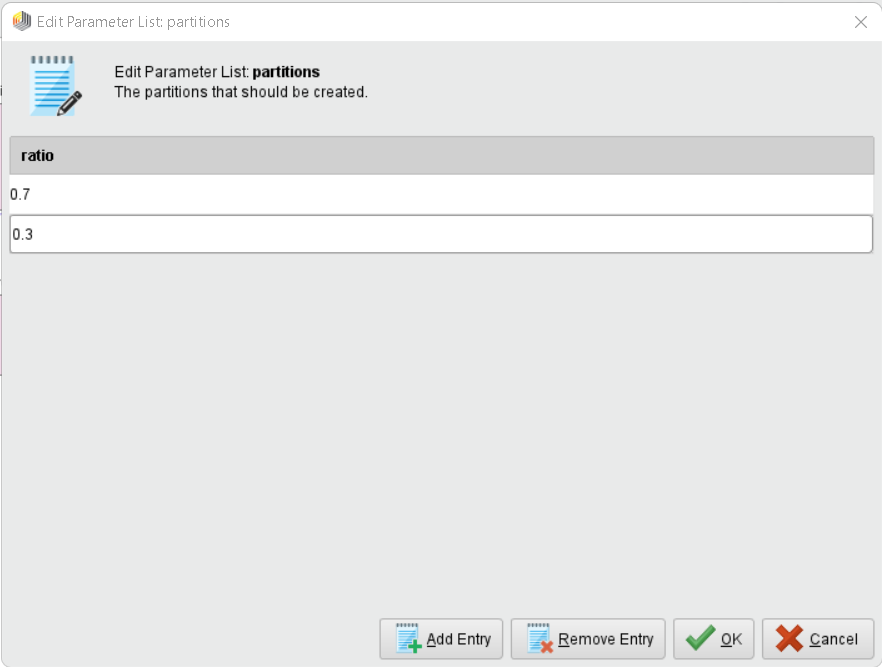 Edit Parameter List: partitions
Edit Parameter List: partitions
The partitions that should be created.
ratio
0.7
0.3
Add Entry
Remove Entry
OK
Cancel